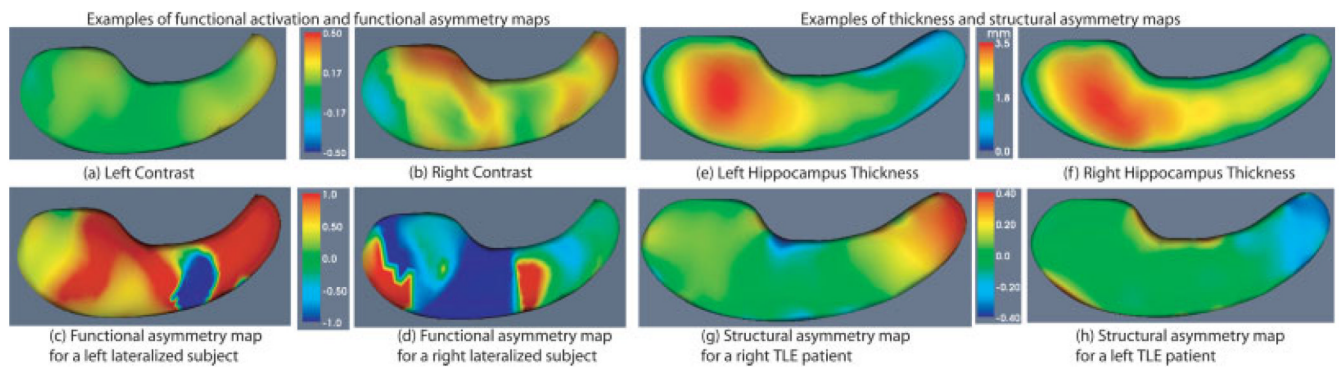 Examples of functional activation and functional asymmetry maps
Examples of thickness and structural asymmetry maps
0.50
0.17
-0.17
-0.50
mm
3.5
1.8
0.0
(a) Left Contrast
(b) Right Contrast
(e) Left Hippocampus Thickness
(f) Right Hippocampus Thickness
1.0
0.50
0.0
-0.50
-1.0
0.40
0.20
0.0
-0.20
-0.40
(c) Functional asymmetry map
for a left lateralized subject
(d) Functional asymmetry map
for a right lateralized subject
(g) Structural asymmetry map
for a right TLE patient
(h) Structural asymmetry map
for a left TLE patient